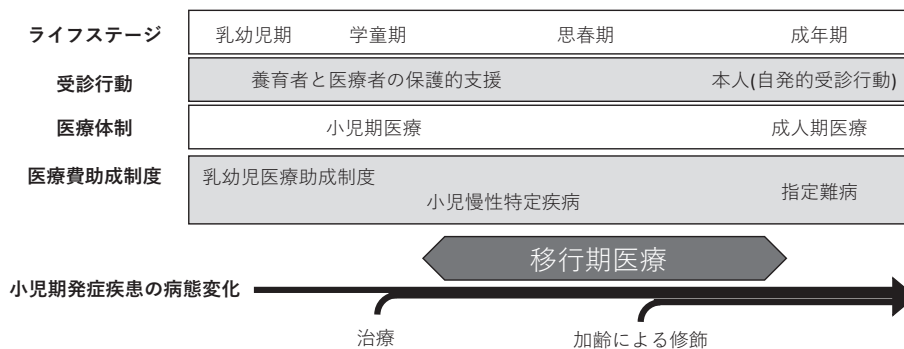 ライフステージ 乳幼児期 学童期 思春期 成年期
受診行動 養育者と医療者の保護的支援 本人(自発的受診行動)
医療体制 小児期医療 成人期医療
医療費助成制度 乳幼児医療助成制度
小児慢性特定疾病 指定難病
移行期医療
小児期発症疾患の病態変化
治療 加齢による修飾